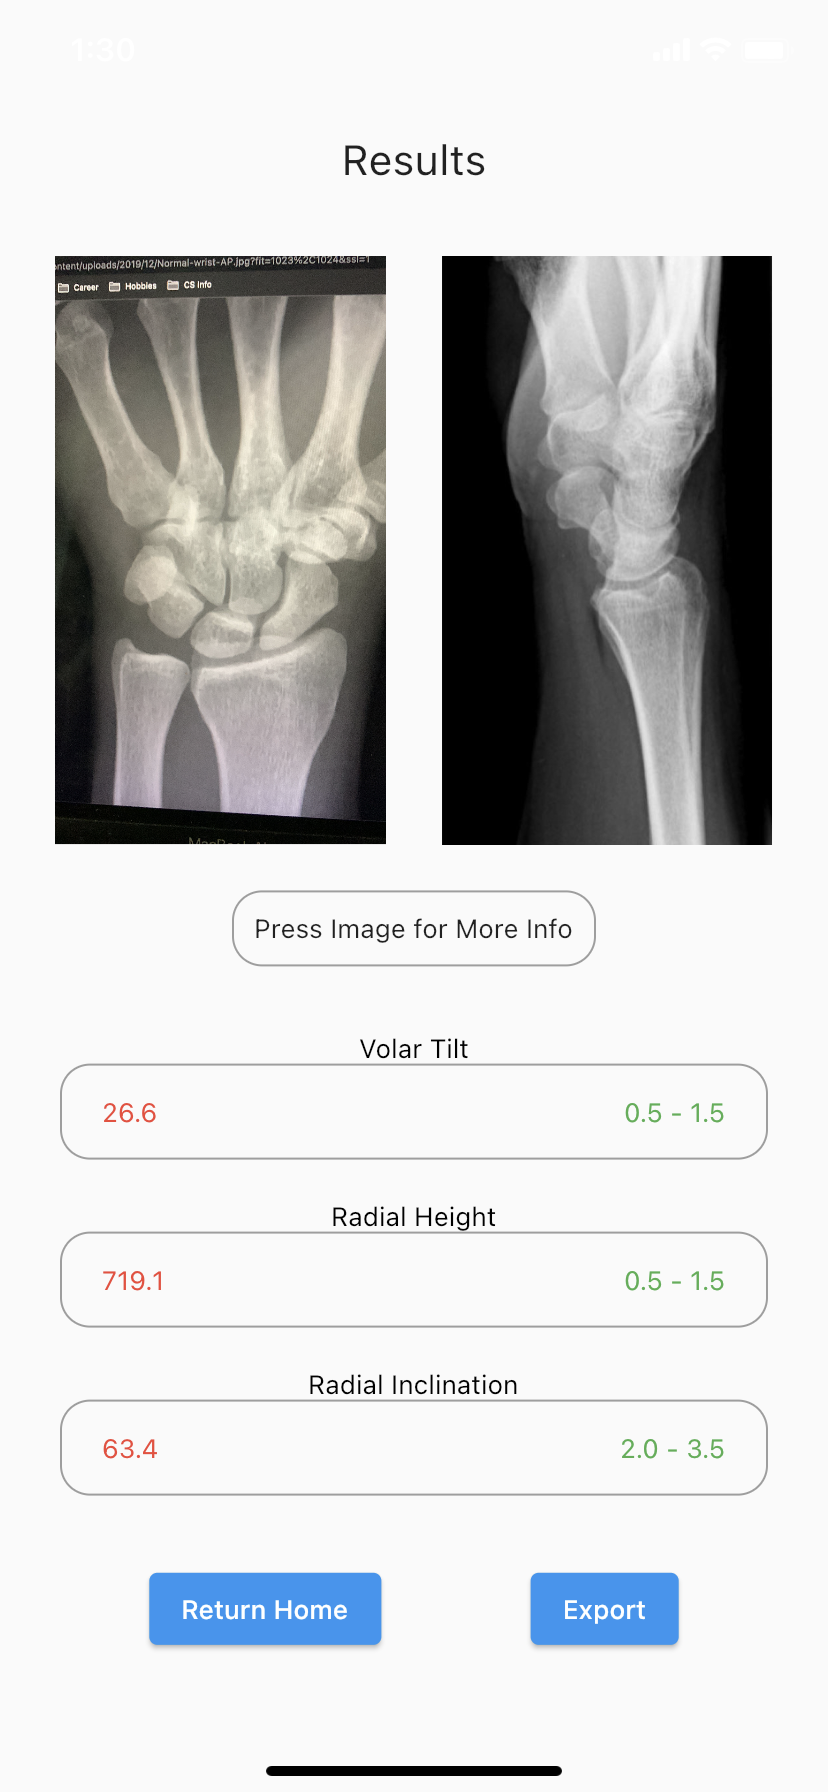 1:30
Results
ntent/uploads/2019/12/Normal-wrist-AP.jpg?fit=1023%2C1024&ssl=1
Career Hobbies CS Info
Press Image for More Info
Volar Tilt
26.6 0.5 - 1.5
Radial Height
719.1 0.5 - 1.5
Radial Inclination
63.4 2.0 - 3.5
Return Home Export